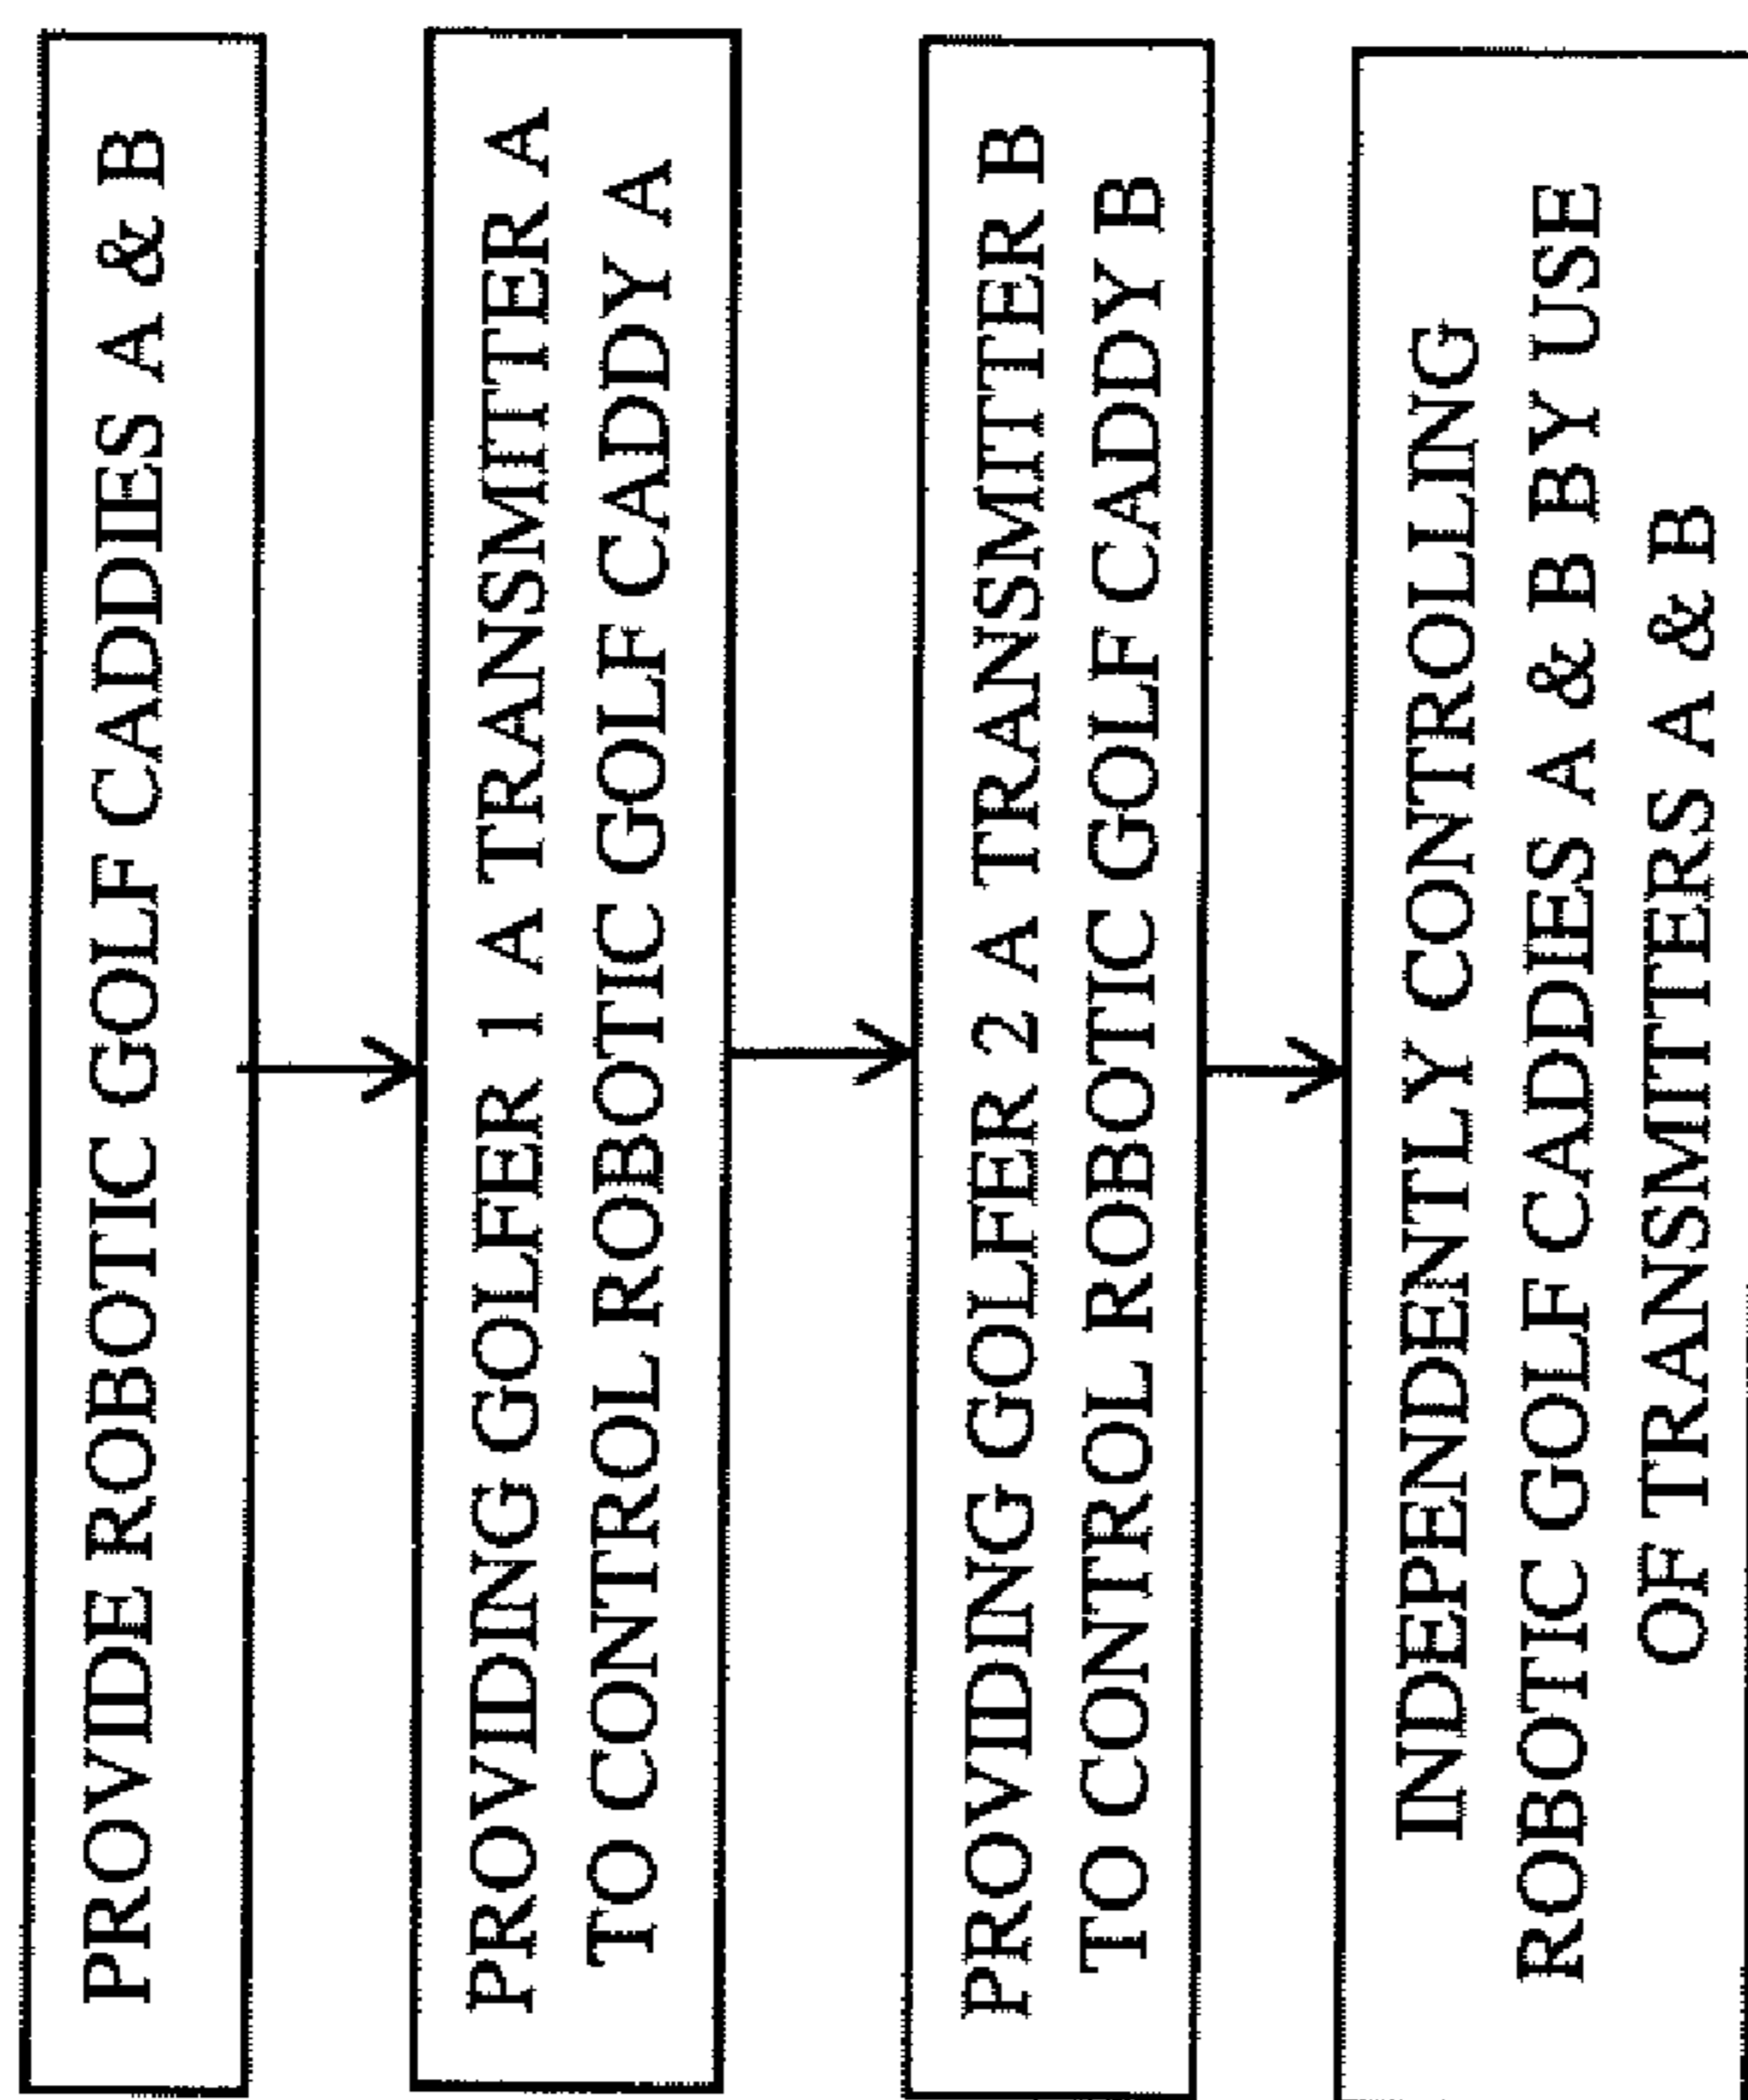 PROVIDE ROBOTIC GOLF CADDIES A & B
PROVIDING GOLFER 1 A TRANSMITTER A
TO CONTROL ROBOTIC GOLF CADDY A
PROVIDING GOLFER 2 A TRANSMITTER B
TO CONTROL ROBOTIC GOLF CADDY B
INDEPENDENTLY CONTROLLING
ROBOTIC GOLF CADDIES A & B BY USE
OF TRANSMITTERS A & B